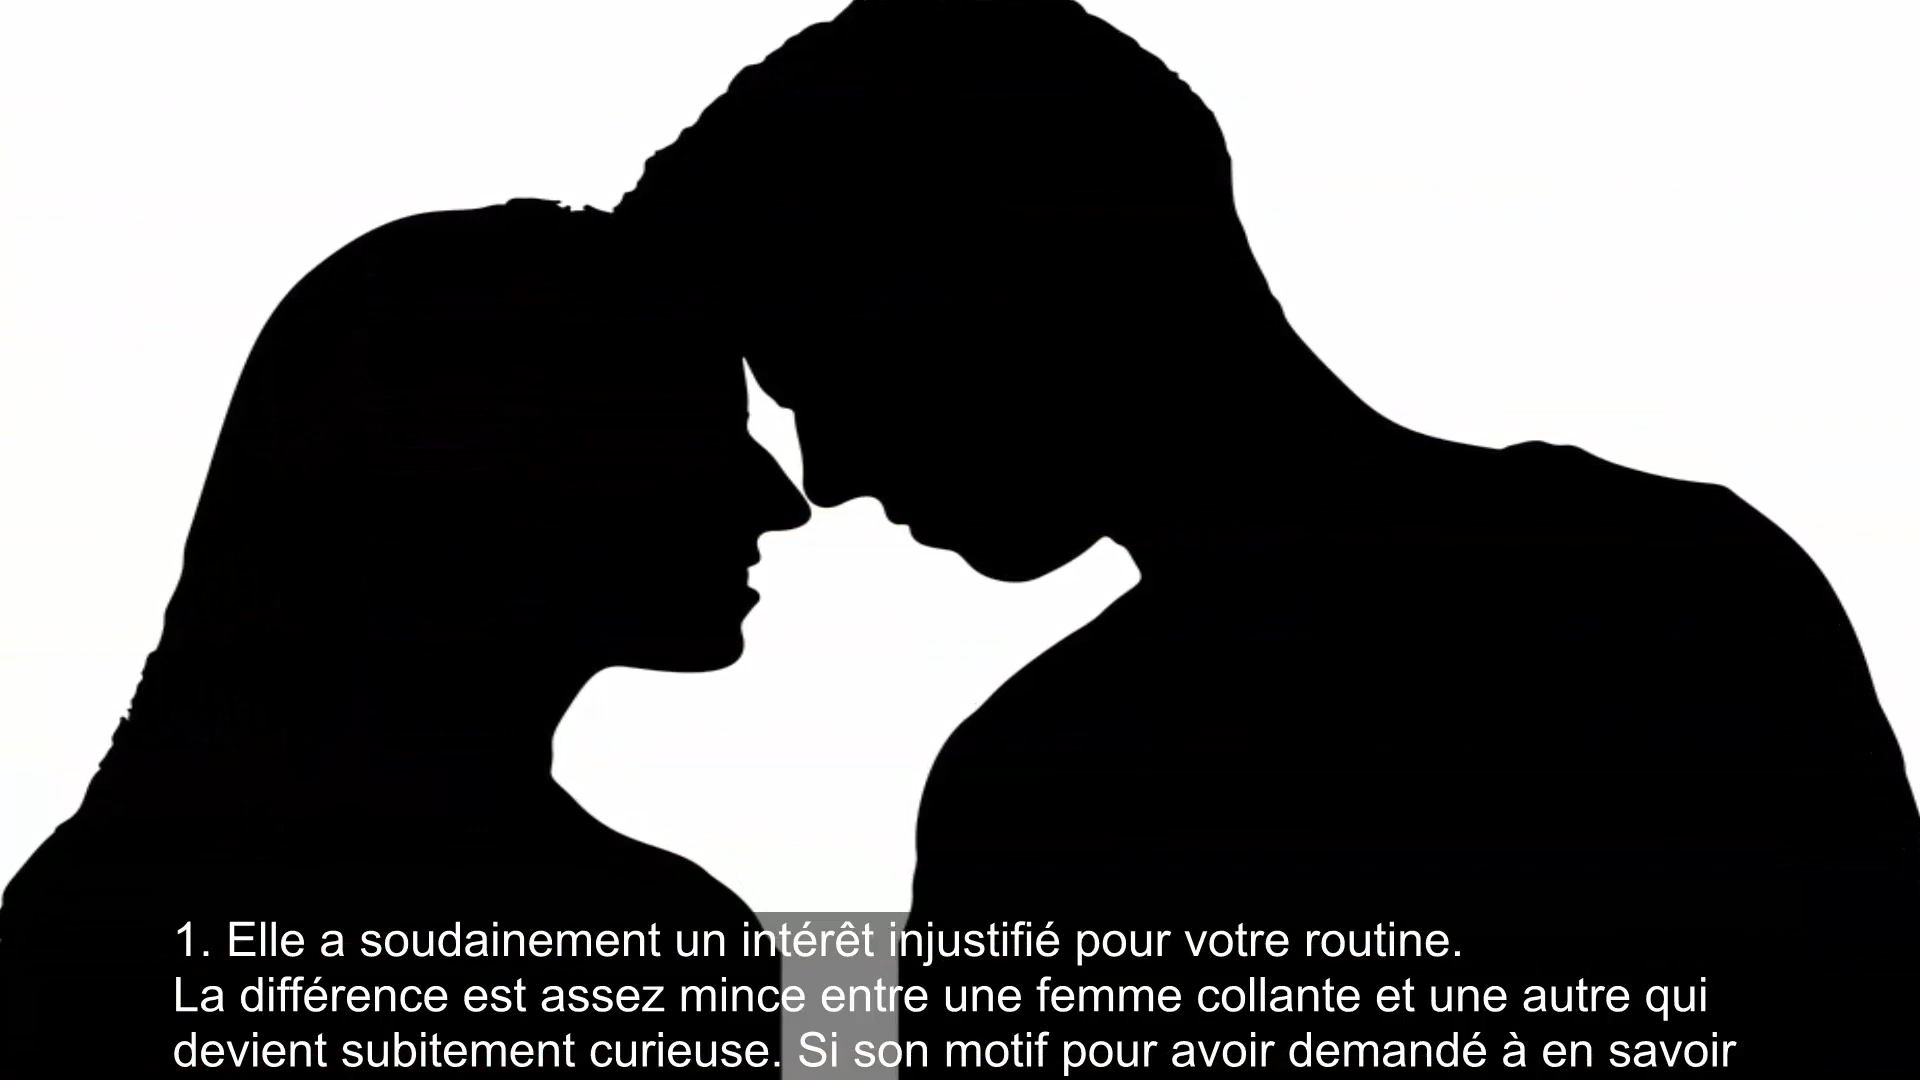 1. Elle a soudainement un intérêt injustifié pour votre routine.
La différence est assez mince entre une femme collante et une autre qui
devient subitement curieuse. Si son motif pour avoir demandé à en savoir